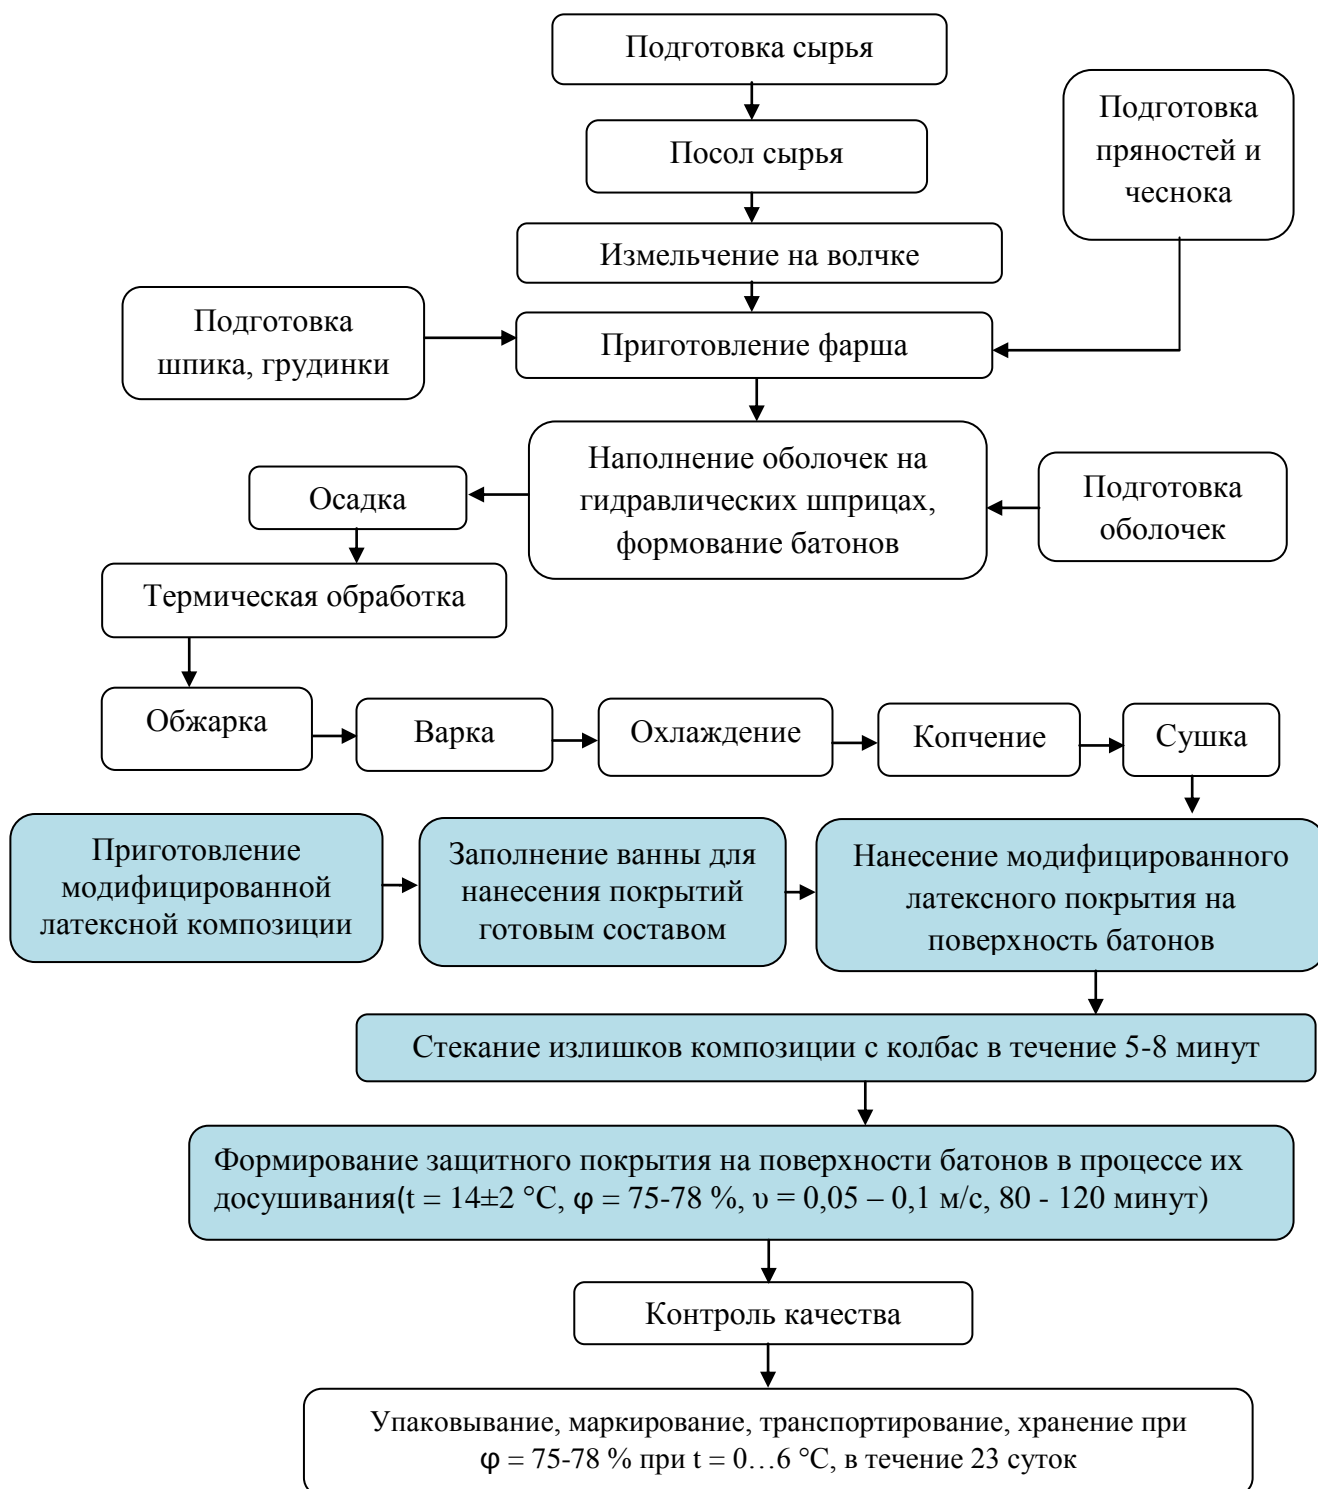 Подготовка сырья
Подготовка
пряностей и
чеснока
Посол сырья
Измельчение на волчке
Подготовка
шпика, грудинки
Приготовление фарша
Наполнение оболочек на
гидравлических шприцах,
формование батонов
Осадка
Подготовка
оболочек
Термическая обработка
Обжарка
Варка
Охлаждение
Копчение
Сушка
Приготовление
модифицированной
латексной композиции
Заполнение ванны для
нанесения покрытий
готовым составом
Нанесение модифицированного
латексного покрытия на
поверхность батонов
Стекание излишков композиции с колбас в течение 5-8 минут
Формирование защитного покрытия на поверхности батонов в процессе их
досушивания(t = 14±2 °C, φ = 75-78 %, υ = 0,05 – 0,1 м/с, 80 - 120 минут)
Контроль качества
Упаковывание, маркирование, транспортирование, хранение при
φ = 75-78 % при t = 0…6 °C, в течение 23 суток